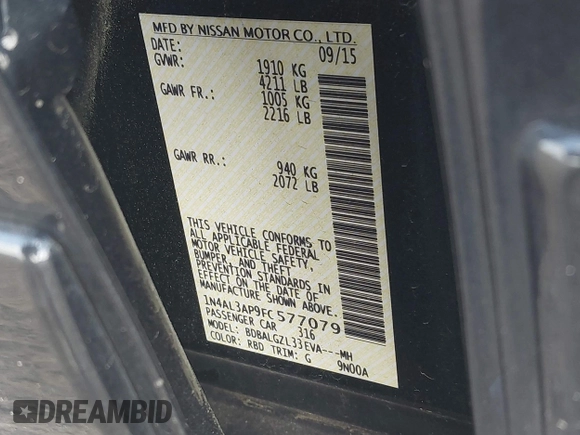 MFD BY NISSAN MOTOR CO., LTD.
DATE: 09/15
GVWR: 1910 KG
4211 LB
GAWR FR.: 1005 KG
2216 LB
GAWR RR.: 940 KG
2072 LB
THIS VEHICLE CONFORMS TO
ALL APPLICABLE FEDERAL
MOTOR VEHICLE SAFETY,
BUMPER, AND THEFT
PREVENTION STANDARDS IN
EFFECT ON THE DATE OF
MANUFACTURE SHOWN ABOVE.
1N4AL3AP9FC577079
PASSENGER CAR 316
MODEL: BDBALGZL33EVA---MH
COLOR: RBD TRIM: G 9N00A
DREAMBID